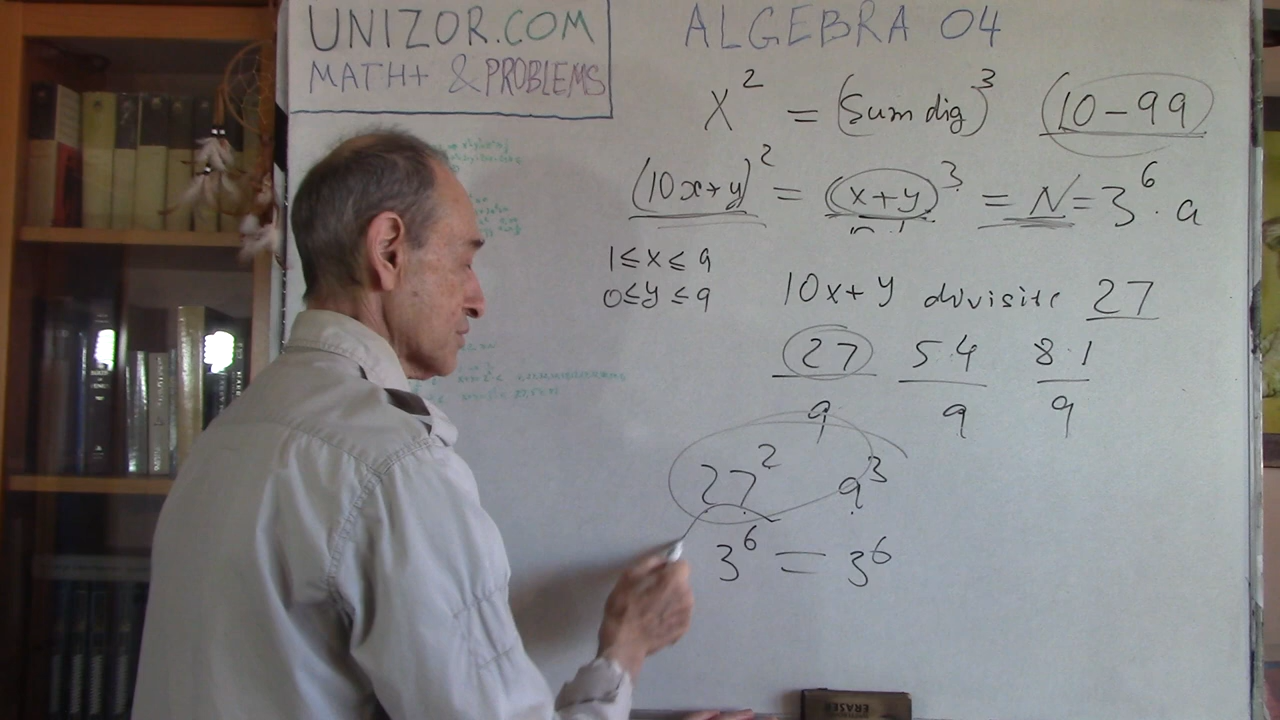 UNIZOR.COM
MATH+ & PROBLEMS
ALGEBRA 04
X² = (Sum dig)³ (10-99)
(10x+y)² = (x+y)³ = N = 3⁶·a
1≤x≤9
0≤y≤9
10x+y divisible 27
27 54 81
9 9 9
27² 9³
3⁶ = 3⁶
ERASER